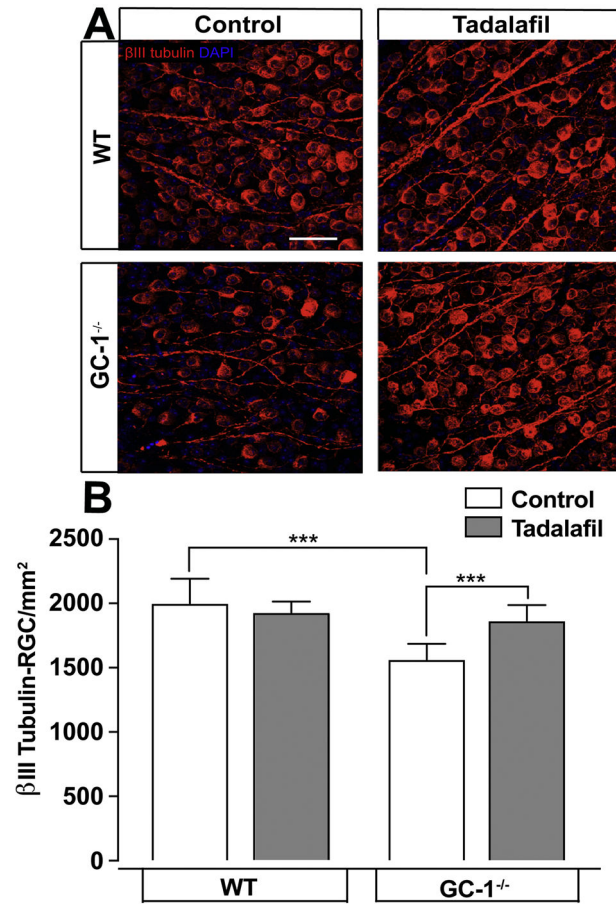 A
Control
Tadalafil
βIII tubulin DAPI
WT
GC-1-/-
B
Control
Tadalafil
βIII Tubulin-RGC/mm²
2500
2000
1500
1000
500
0
***
***
WT
GC-1-/-